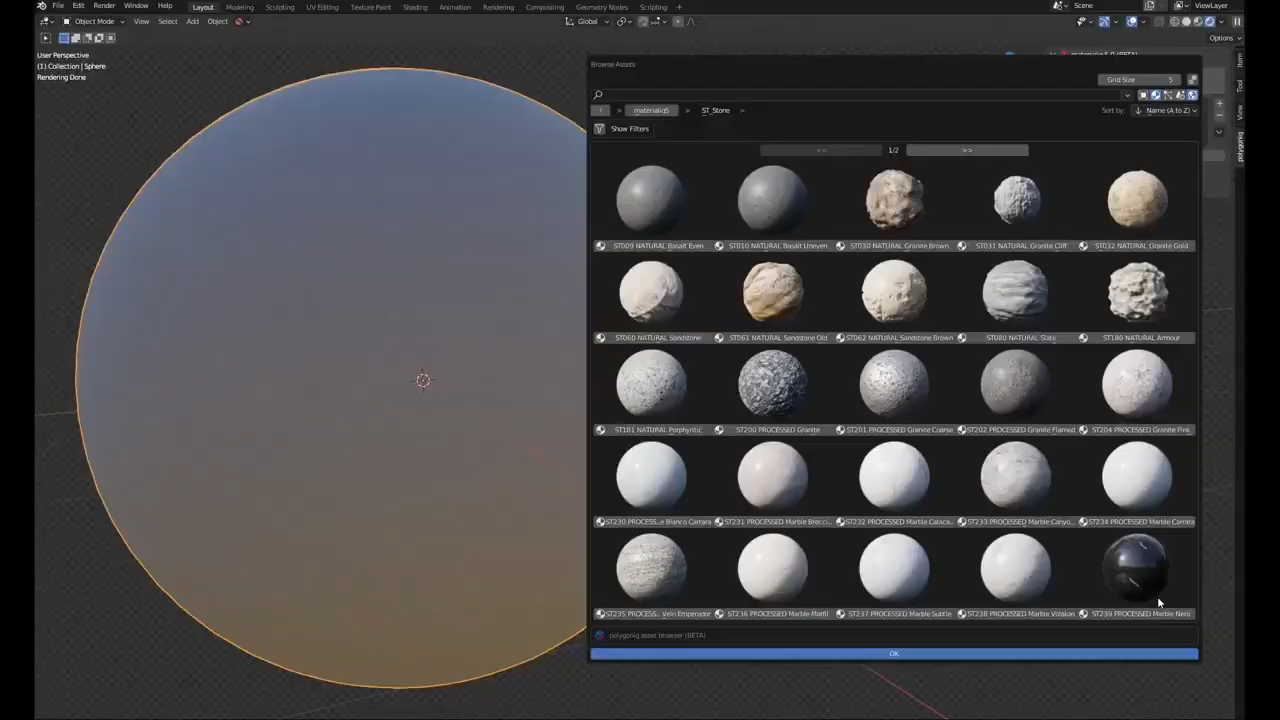 File Edit Render Window Help Layout Modeling Sculpting UV Editing Texture Paint Shading Animation Rendering Compositing Geometry Nodes Scripting + Scene ViewLayer
Object Mode View Select Add Object Global
Options
User Perspective
(1) Collection | Sphere
Rendering Done
Browse Assets
Grid Size 5
/ > materialiq5 > ST_Stone > Sort by: Name (A to Z)
Show Filters
<< 1/2 >>
ST009 NATURAL Basalt Even ST010 NATURAL Basalt Uneven ST030 NATURAL Granite Brown ST031 NATURAL Granite Cliff ST032 NATURAL Granite Gold
ST060 NATURAL Sandstone ST061 NATURAL Sandstone Old ST062 NATURAL Sandstone Brown ST080 NATURAL Slate ST180 NATURAL Armour
ST181 NATURAL Porphyritic ST200 PROCESSED Granite ST201 PROCESSED Granite Coarse ST202 PROCESSED Granite Flamed ST204 PROCESSED Granite Pink
ST230 PROCESS...e Bianco Carrara ST231 PROCESSED Marble Brecci... ST232 PROCESSED Marble Calaca... ST233 PROCESSED Marble Canyo... ST234 PROCESSED Marble Carrara
ST235 PROCESS... Vein Emperador ST236 PROCESSED Marble Marfil ST237 PROCESSED Marble Subtle ST238 PROCESSED Marble Volakas ST239 PROCESSED Marble Nero
polygoniq asset browser (BETA)
OK
Item
Tool
View
polygoniq